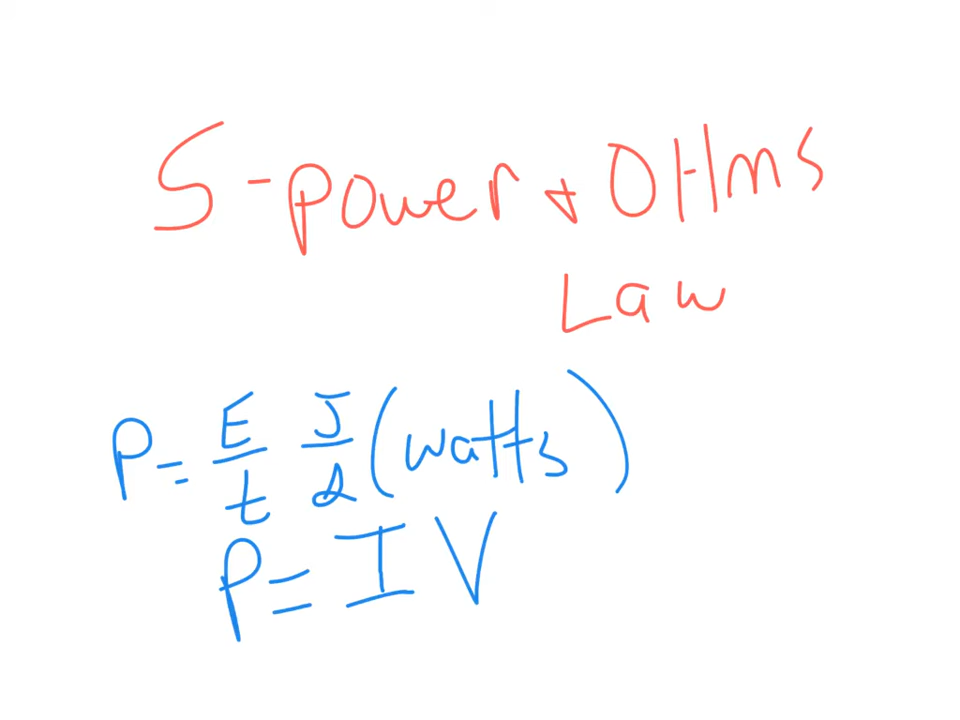 5 - power + OHms
Law
P = E/t J/s (watts)
P = I V